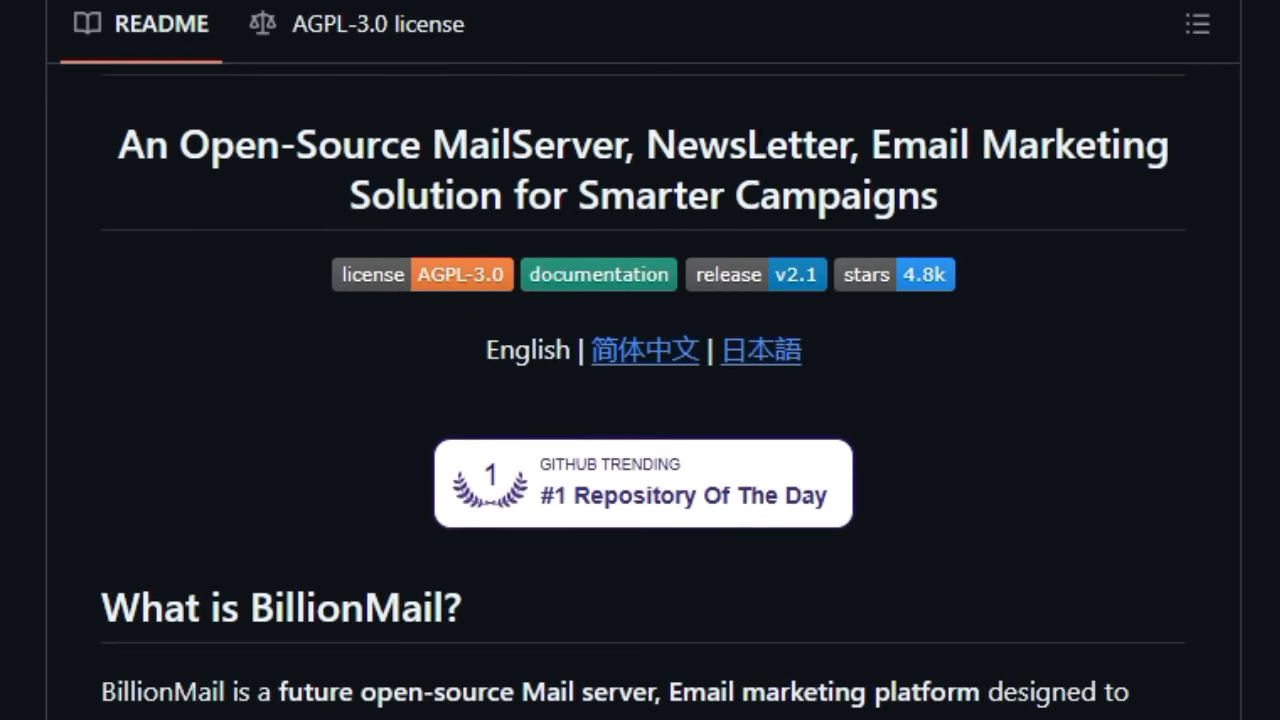 README AGPL-3.0 license
An Open-Source MailServer, NewsLetter, Email Marketing
Solution for Smarter Campaigns
license AGPL-3.0 documentation release v2.1 stars 4.8k
English | 简体中文 | 日本語
1 GITHUB TRENDING
#1 Repository Of The Day
What is BillionMail?
BillionMail is a future open-source Mail server, Email marketing platform designed to